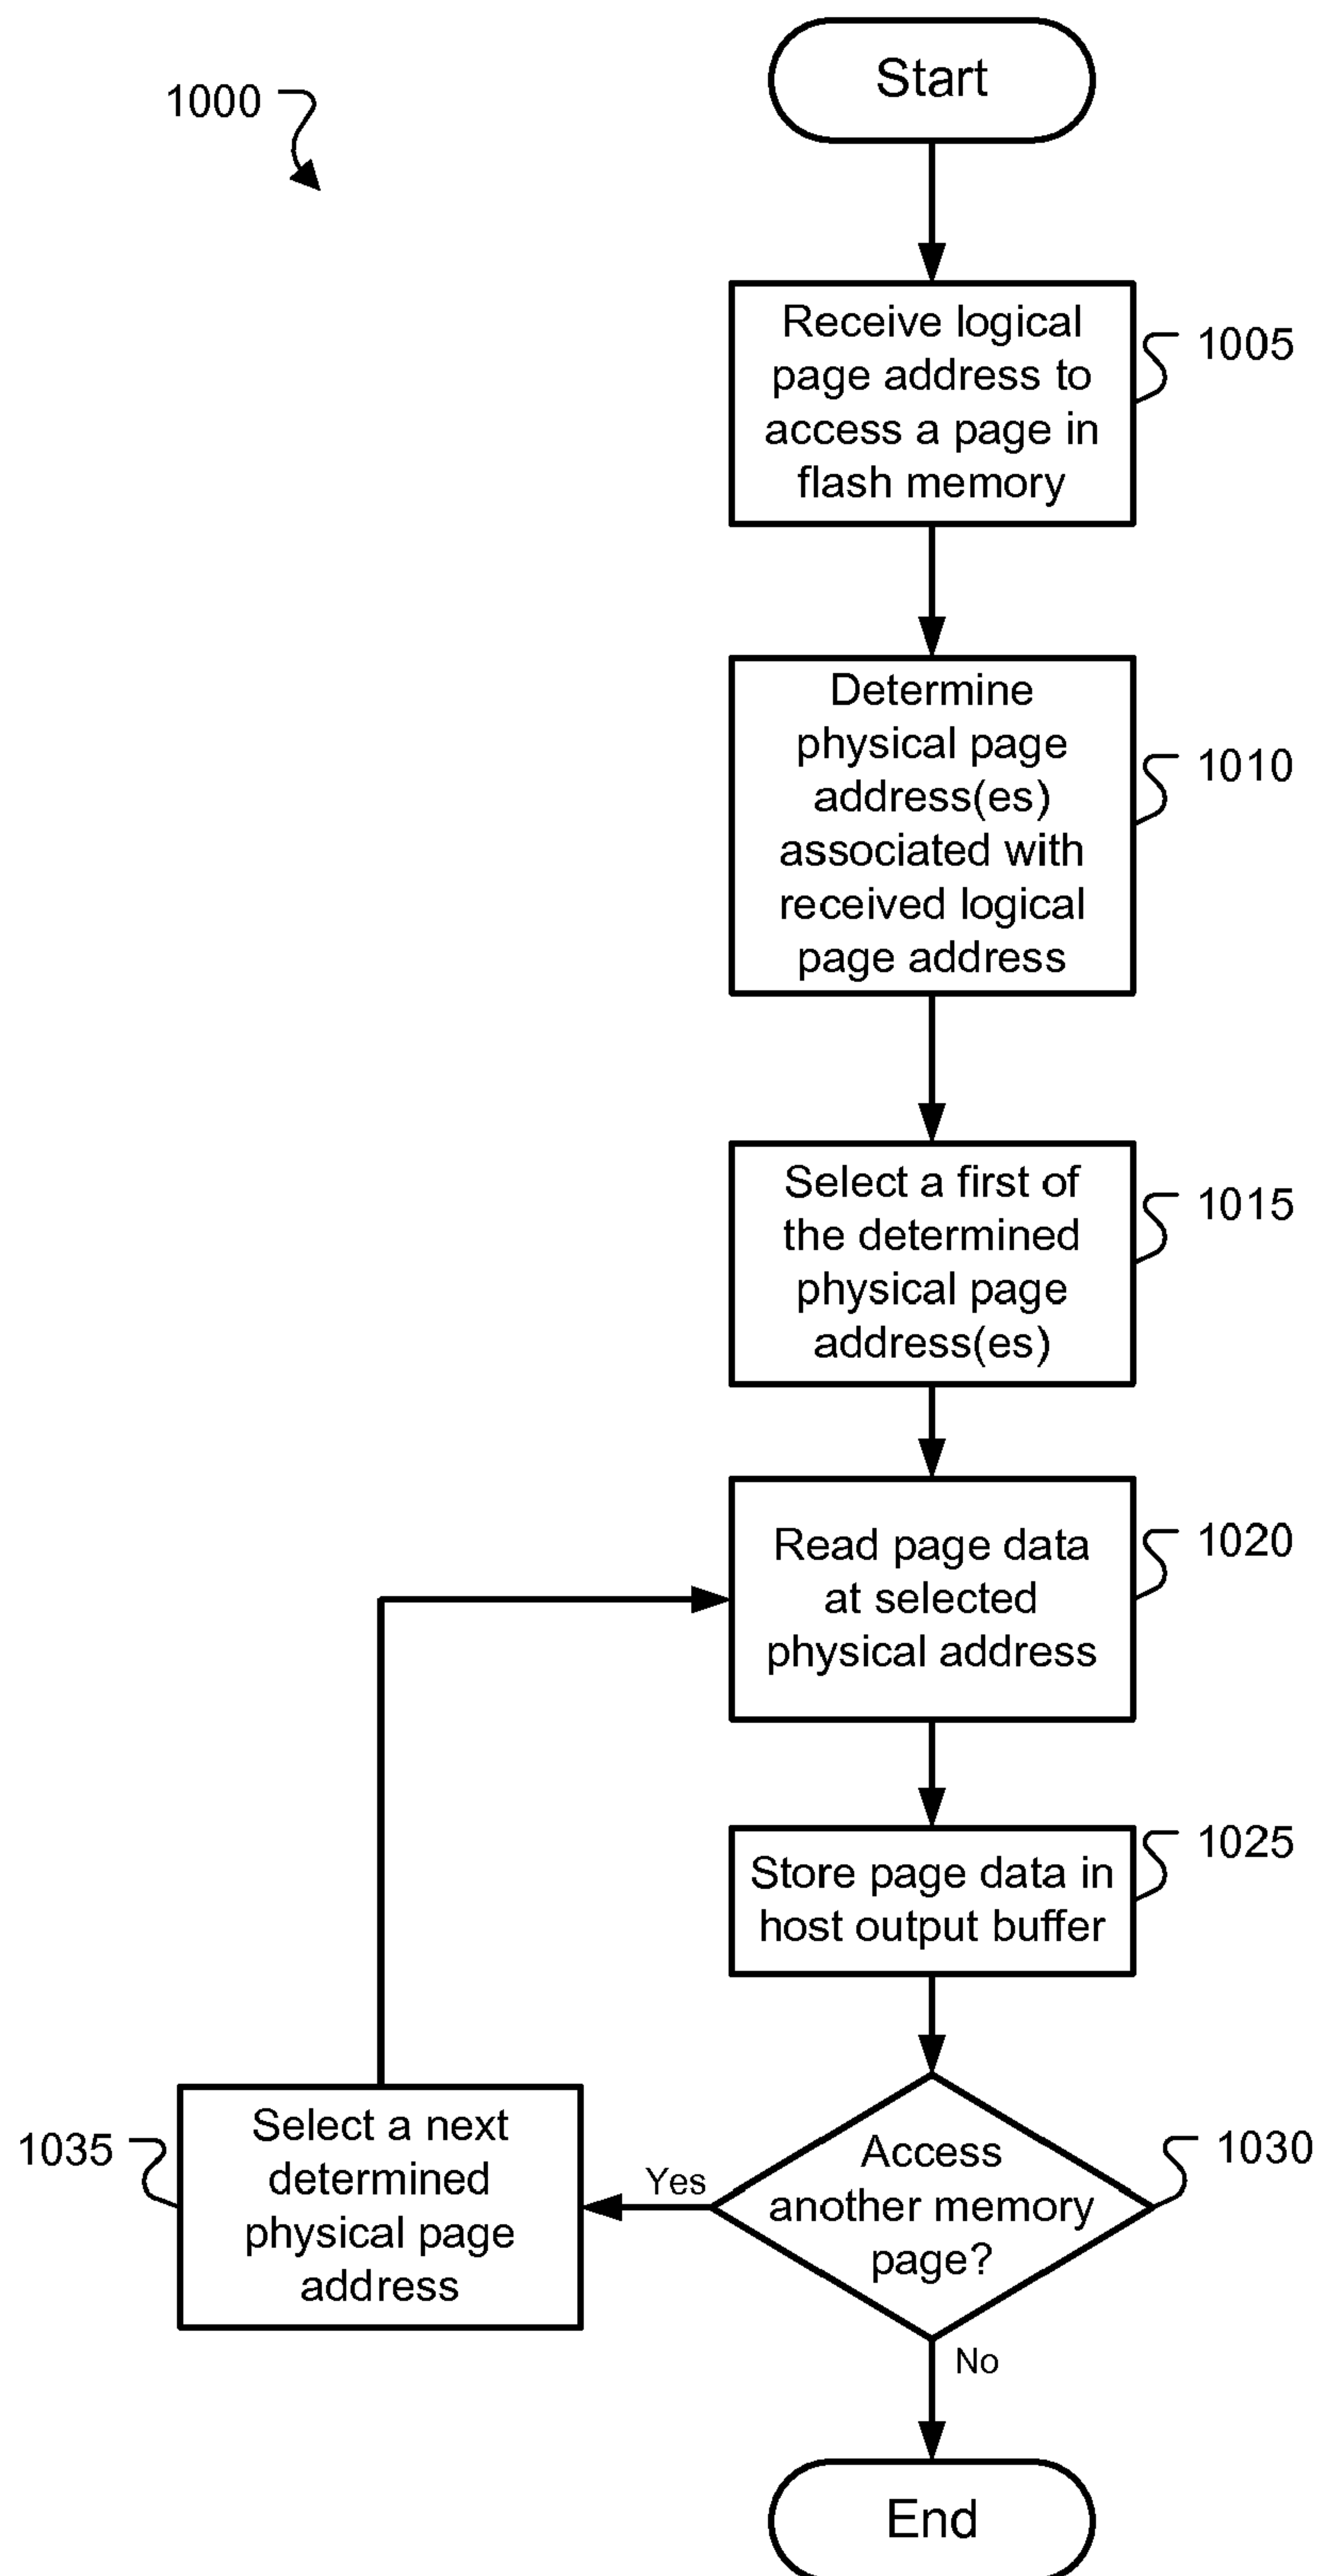 Start
1000
Receive logical
page address to
access a page in
flash memory
1005
Determine
physical page
address(es)
associated with
received logical
page address
1010
Select a first of
the determined
physical page
address(es)
1015
Read page data
at selected
physical address
1020
Store page data in
host output buffer
1025
Access
another memory
page?
1030
Yes
Select a next
determined
physical page
address
1035
No
End